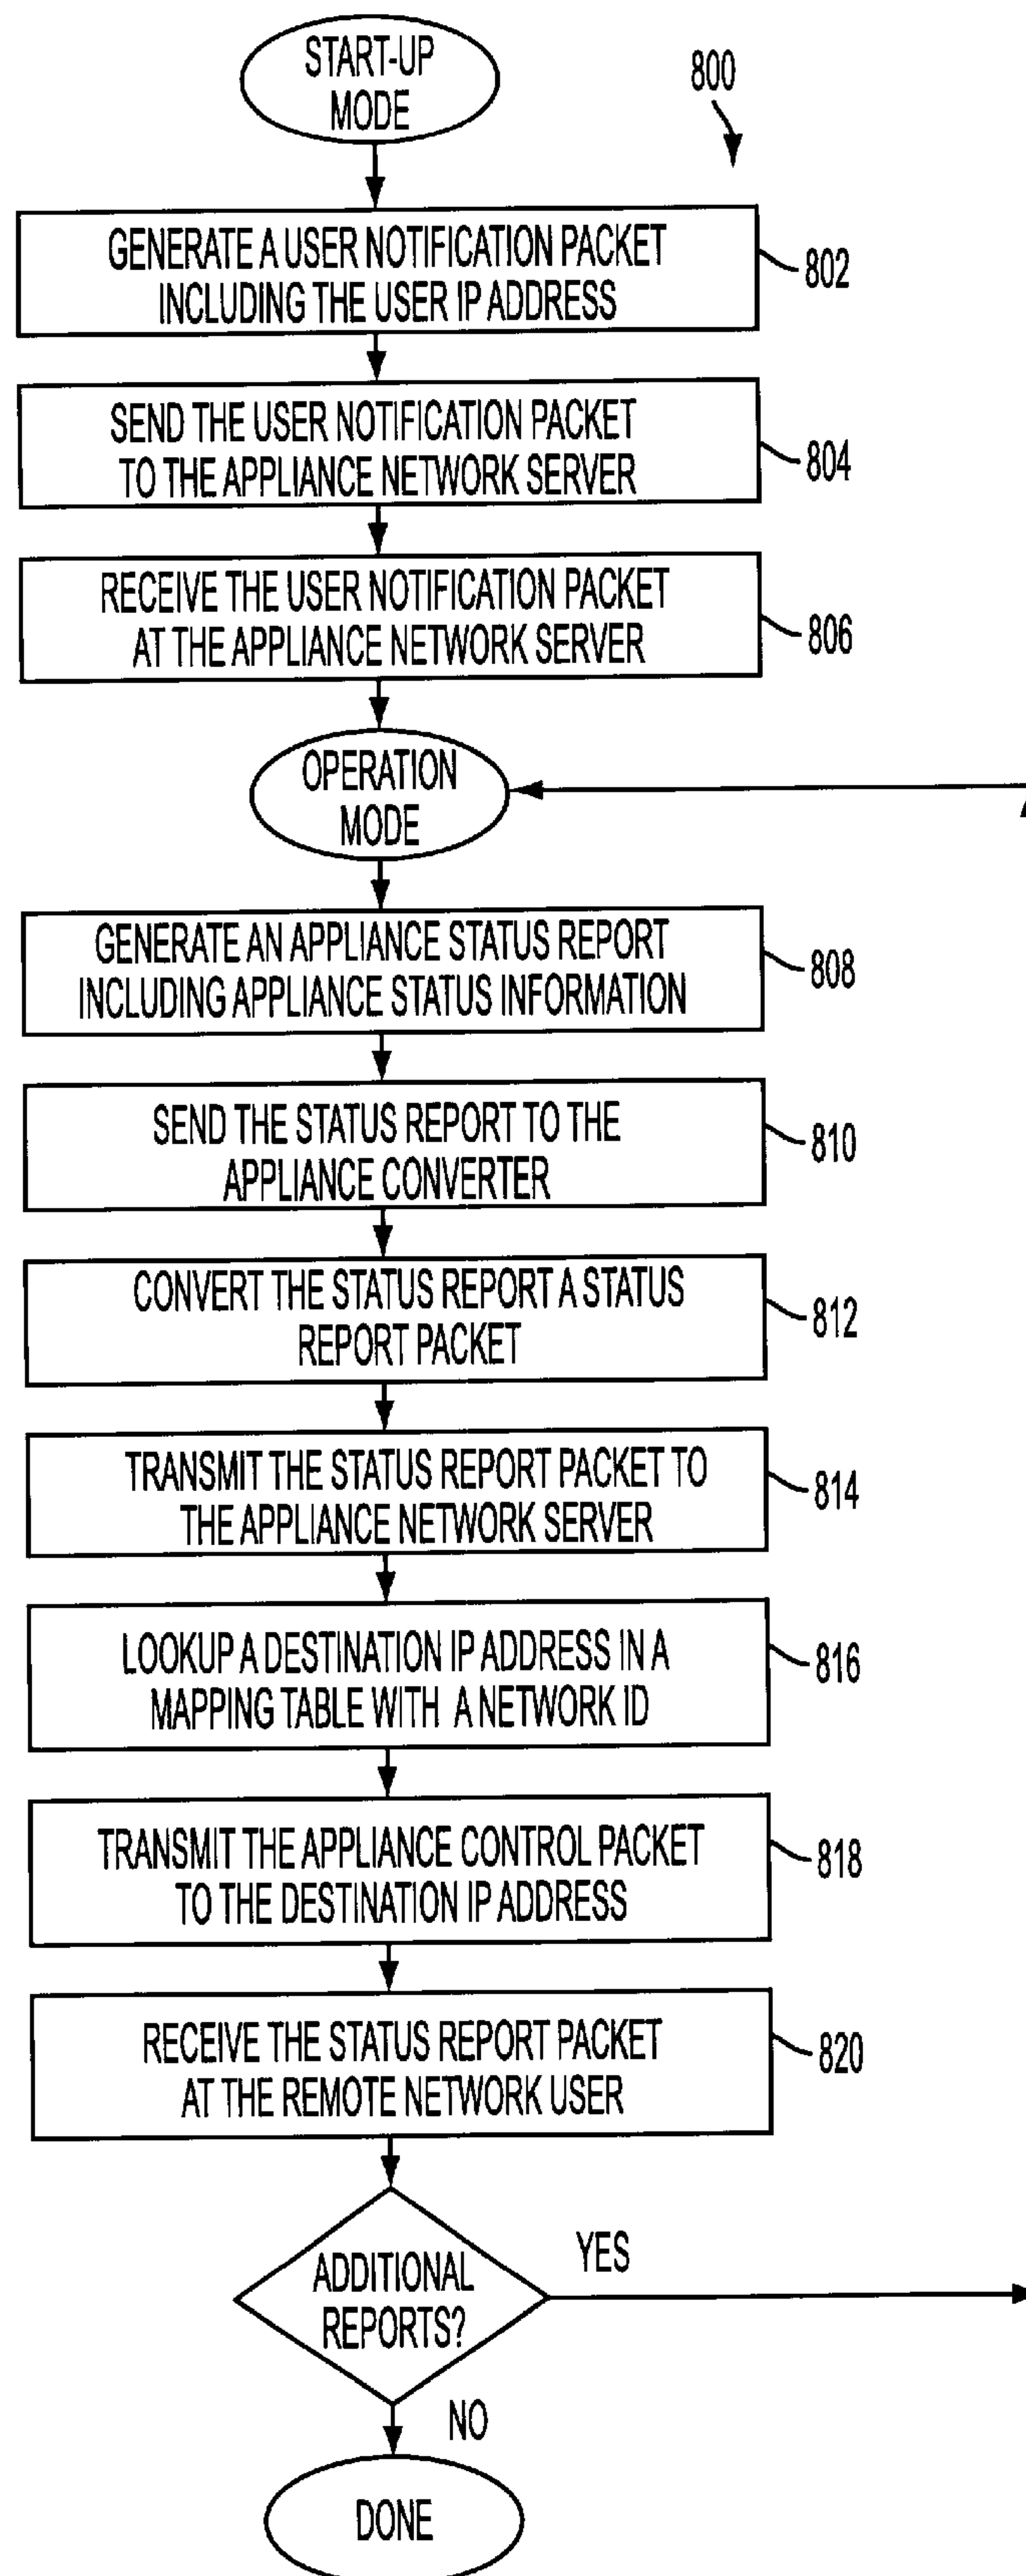 START-UP
MODE
800
GENERATE A USER NOTIFICATION PACKET
INCLUDING THE USER IP ADDRESS
802
SEND THE USER NOTIFICATION PACKET
TO THE APPLIANCE NETWORK SERVER
804
RECEIVE THE USER NOTIFICATION PACKET
AT THE APPLIANCE NETWORK SERVER
806
OPERATION
MODE
GENERATE AN APPLIANCE STATUS REPORT
INCLUDING APPLIANCE STATUS INFORMATION
808
SEND THE STATUS REPORT TO THE
APPLIANCE CONVERTER
810
CONVERT THE STATUS REPORT A STATUS
REPORT PACKET
812
TRANSMIT THE STATUS REPORT PACKET TO
THE APPLIANCE NETWORK SERVER
814
LOOKUP A DESTINATION IP ADDRESS IN A
MAPPING TABLE WITH A NETWORK ID
816
TRANSMIT THE APPLIANCE CONTROL PACKET
TO THE DESTINATION IP ADDRESS
818
RECEIVE THE STATUS REPORT PACKET
AT THE REMOTE NETWORK USER
820
ADDITIONAL
REPORTS?
YES
NO
DONE